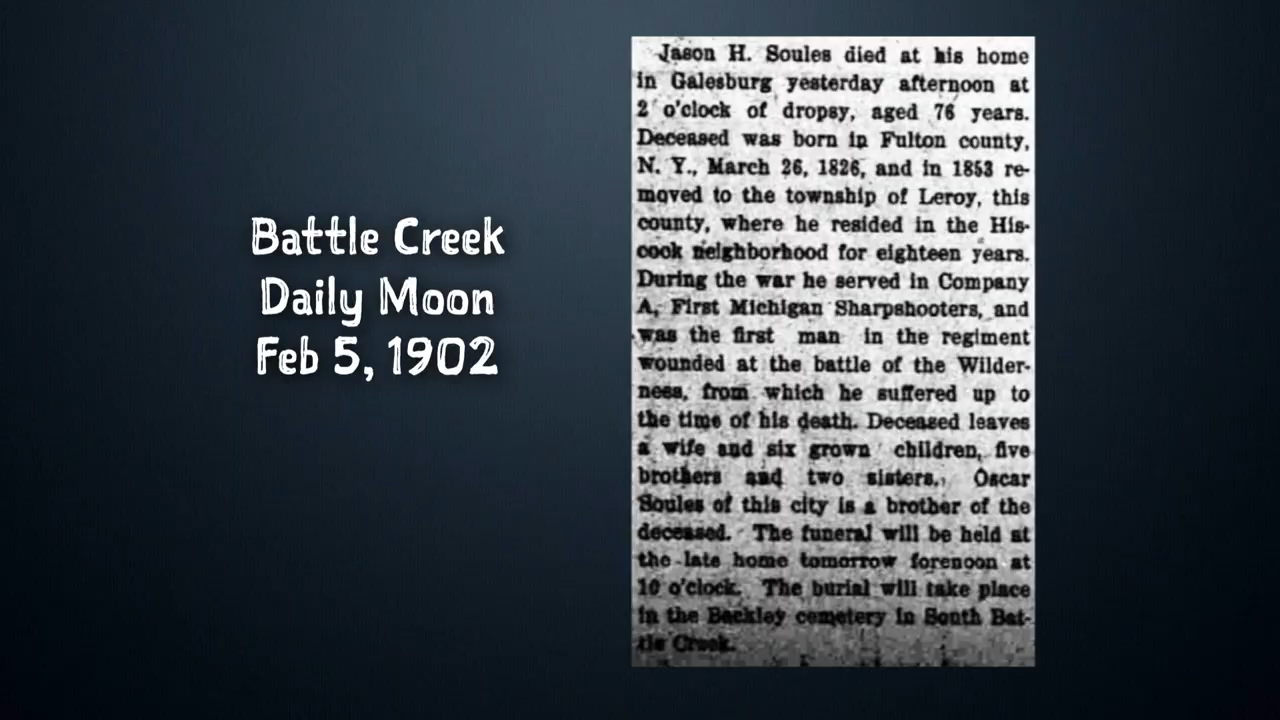 Battle Creek
Daily Moon
Feb 5, 1902
Jason H. Soules died at his home
in Galesburg yesterday afternoon at
2 o'clock of dropsy, aged 76 years.
Deceased was born in Fulton county,
N. Y., March 26, 1826, and in 1853 re-
moved to the township of Leroy, this
county, where he resided in the His-
cook neighborhood for eighteen years.
During the war he served in Company
A, First Michigan Sharpshooters, and
was the first man in the regiment
wounded at the battle of the Wilder-
ness, from which he suffered up to
the time of his death. Deceased leaves
a wife and six grown children, five
brothers and two sisters. Oscar
Soules of this city is a brother of the
deceased. The funeral will be held at
the late home tomorrow forenoon at
10 o'clock. The burial will take place
in the Beckley cemetery in South Bat-
tle Creek.